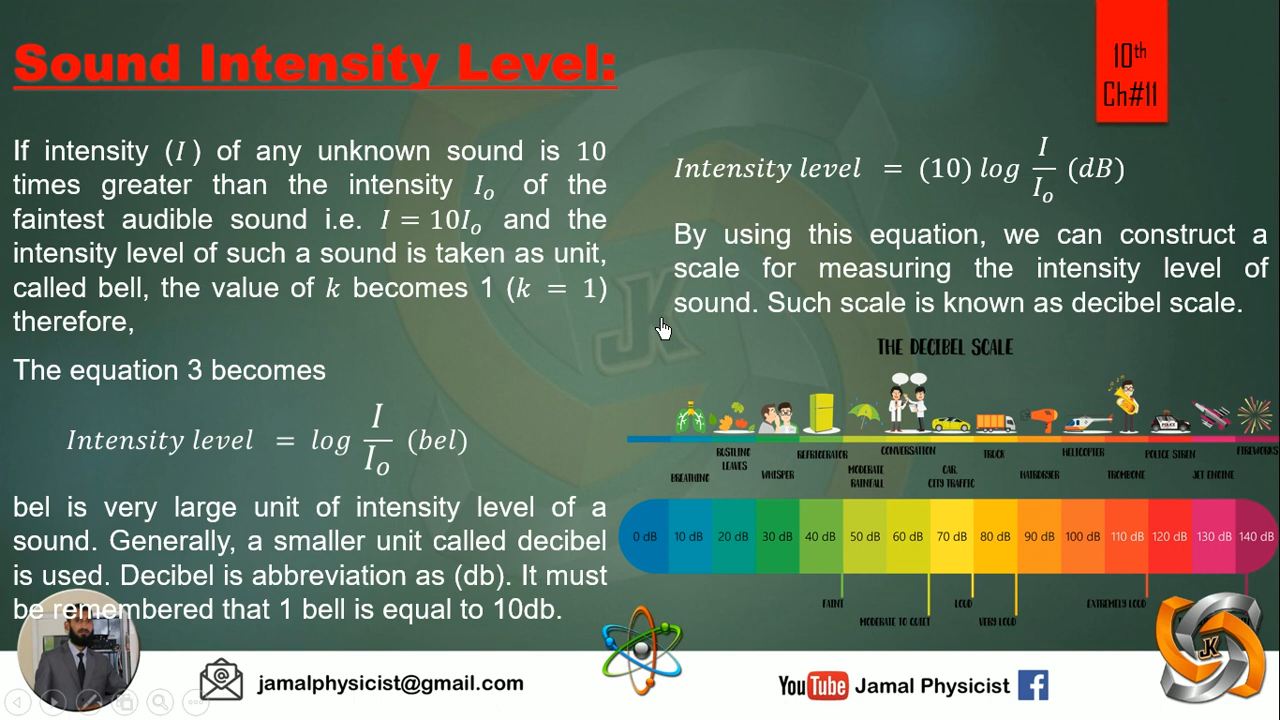 Sound Intensity Level:
10th
Ch#11
If intensity (I) of any unknown sound is 10
times greater than the intensity Iₒ of the
faintest audible sound i.e. I = 10Iₒ and the
intensity level of such a sound is taken as unit,
called bell, the value of k becomes 1 (k = 1)
therefore,
The equation 3 becomes
Intensity level = log I/Iₒ (bel)
bel is very large unit of intensity level of a
sound. Generally, a smaller unit called decibel
is used. Decibel is abbreviation as (db). It must
be remembered that 1 bell is equal to 10db.
Intensity level = (10) log I/Iₒ (dB)
By using this equation, we can construct a
scale for measuring the intensity level of
sound. Such scale is known as decibel scale.
THE DECIBEL SCALE
BREATHING
RUSTLING
LEAVES
WHISPER
REFRIGERATOR
MODERATE
RAINFALL
CONVERSATION
CAR,
CITY TRAFFIC
TRUCK
HAIRDRYER
HELICOPTER
TROMBONE
POLICE SIREN
JET ENGINE
FIREWORKS
0 dB 10 dB 20 dB 30 dB 40 dB 50 dB 60 dB 70 dB 80 dB 90 dB 100 dB 110 dB 120 dB 130 dB 140 dB
FAINT
MODERATE TO QUIET
LOUD
VERY LOUD
EXTREMELY LOUD
JK
jamalphysicist@gmail.com
YouTube Jamal Physicist f